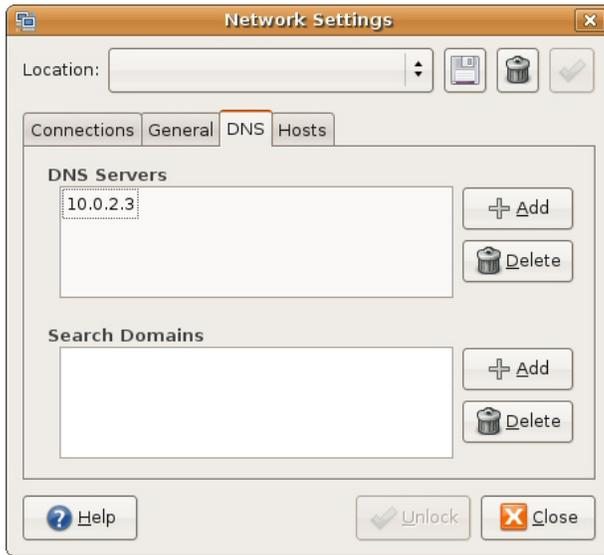 Network Settings
Location:
Connections General DNS Hosts
DNS Servers
10.0.2.3
Add
Delete
Search Domains
Add
Delete
Help Unlock Close